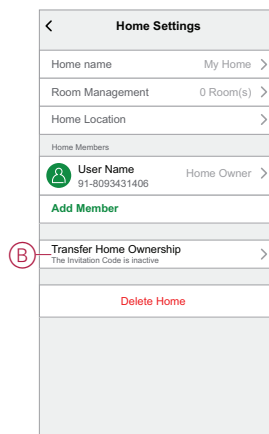 Home Settings
Home name My Home
Room Management 0 Room(s)
Home Location
Home Members
User Name Home Owner
91-8093431406
Add Member
B
Transfer Home Ownership
The Invitation Code is inactive
Delete Home